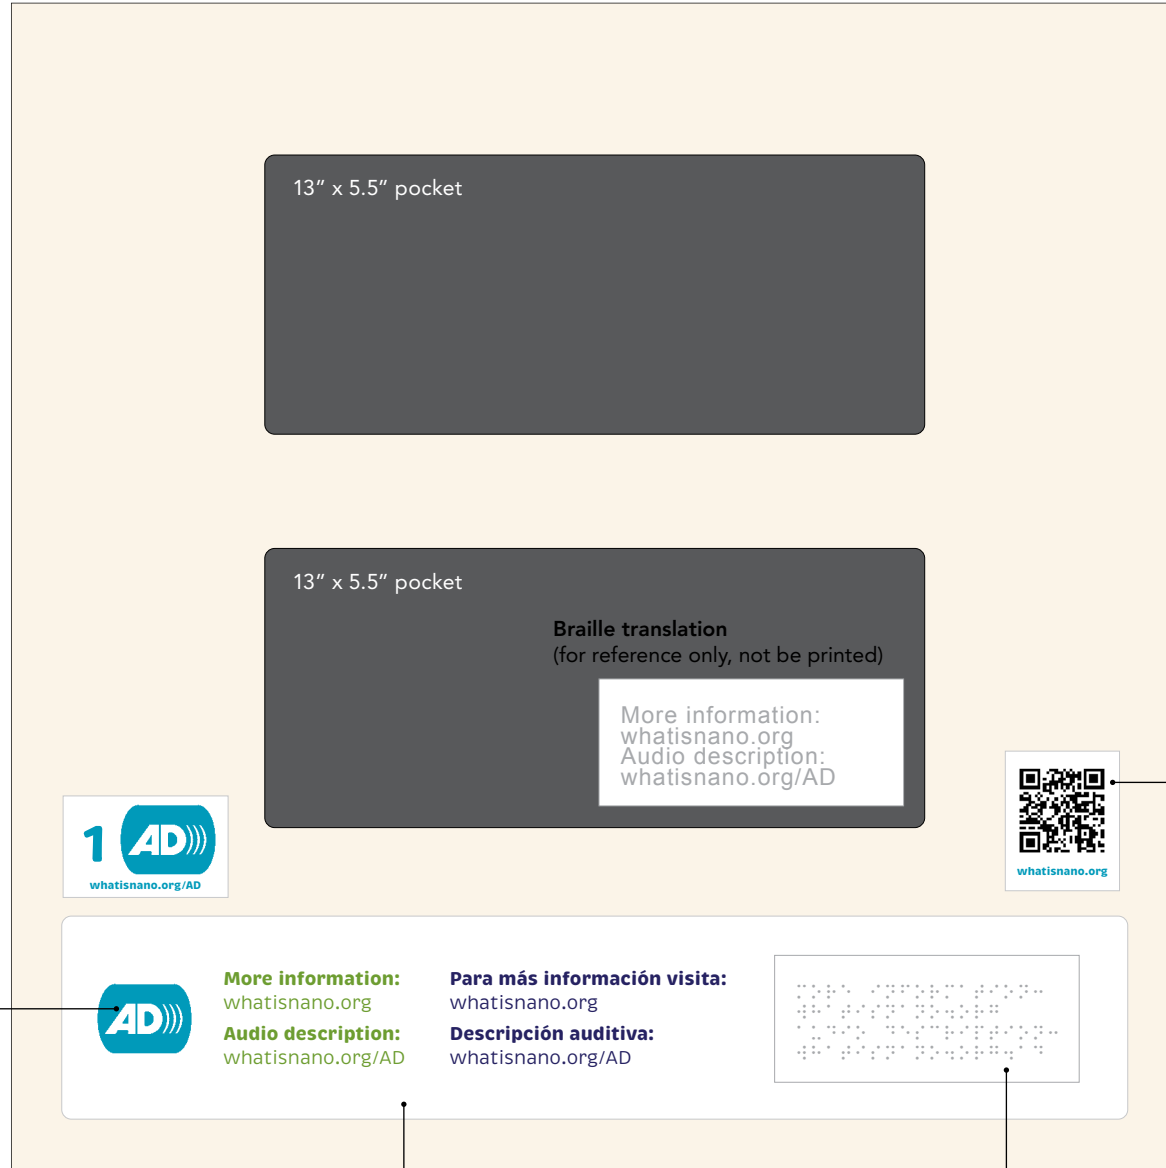 13” x 5.5” pocket
13” x 5.5” pocket
Braille translation
(for reference only, not be printed)
More information:
whatisnano.org
Audio description:
whatisnano.org/AD
1 AD
whatisnano.org/AD
whatisnano.org
AD
More information:
whatisnano.org
Audio description:
whatisnano.org/AD
Para más información visita:
whatisnano.org
Descripción auditiva:
whatisnano.org/AD